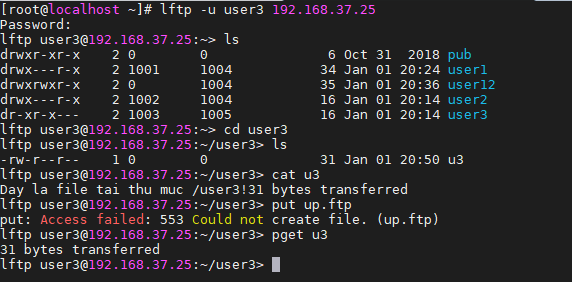 [root@localhost ~]# lftp -u user3 192.168.37.25
Password:
lftp user3@192.168.37.25:~> ls
drwxr-xr-x    2 0        0               6 Oct 31  2018 pub
drwx---r-x    2 1001     1004           34 Jan 01 20:24 user1
drwxrwxr-x    2 0        1004           35 Jan 01 20:36 user12
drwx---r-x    2 1002     1004           16 Jan 01 20:14 user2
dr-xr-x---    2 1003     1005           16 Jan 01 20:14 user3
lftp user3@192.168.37.25:~> cd user3
lftp user3@192.168.37.25:~/user3> ls
-rw-r--r--    1 0        0              31 Jan 01 20:50 u3
lftp user3@192.168.37.25:~/user3> cat u3
Day la file tai thu muc /user3!31 bytes transferred
lftp user3@192.168.37.25:~/user3> put up.ftp
put: Access failed: 553 Could not create file. (up.ftp)
lftp user3@192.168.37.25:~/user3> pget u3
31 bytes transferred
lftp user3@192.168.37.25:~/user3>